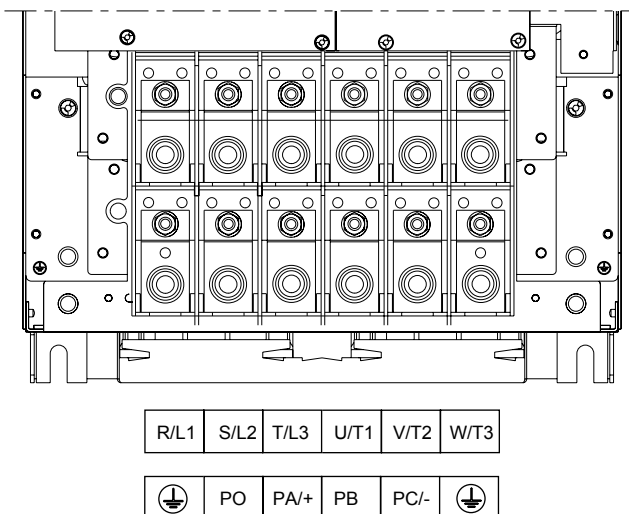 R/L1 S/L2 T/L3 U/T1 V/T2 W/T3
PO PA/+ PB PC/-